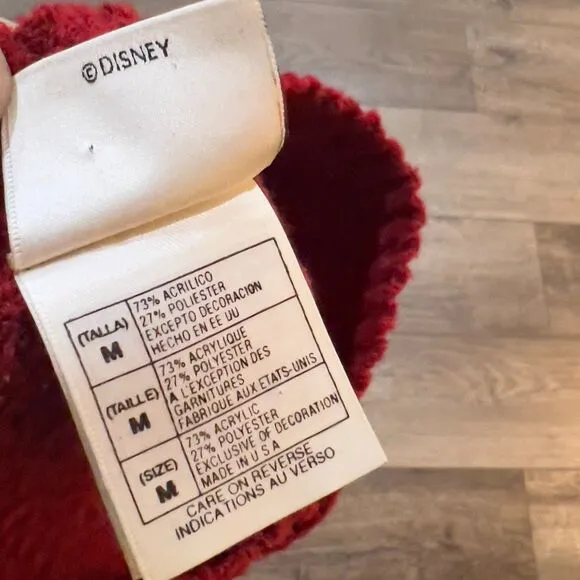 ©DISNEY
(TALLA)
M
73% ACRILICO
27% POLIESTER
EXCEPTO DECORACION
HECHO EN EE UU
(TAILLE)
M
73% ACRYLIQUE
27% POLYESTER
A L'EXCEPTION DES
GARNITURES
FABRIQUE AUX ETATS-UNIS
(SIZE)
M
73% ACRYLIC
27% POLYESTER
EXCLUSIVE OF DECORATION
MADE IN U S A
CARE ON REVERSE
INDICATIONS AU VERSO